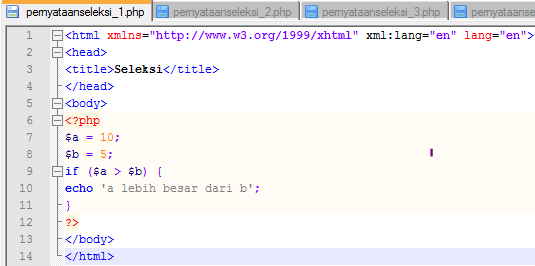 pernyataanseleksi_1.php pernyataanseleksi_2.php pernyataanseleksi_3.php
1 <html xmlns="http://www.w3.org/1999/xhtml" xml:lang="en" lang="en">
2 <head>
3 <title>Seleksi</title>
4 </head>
5 <body>
6 <?php
7 $a = 10;
8 $b = 5;
9 if ($a > $b) {
10 echo 'a lebih besar dari b';
11 }
12 ?>
13 </body>
14 </html>